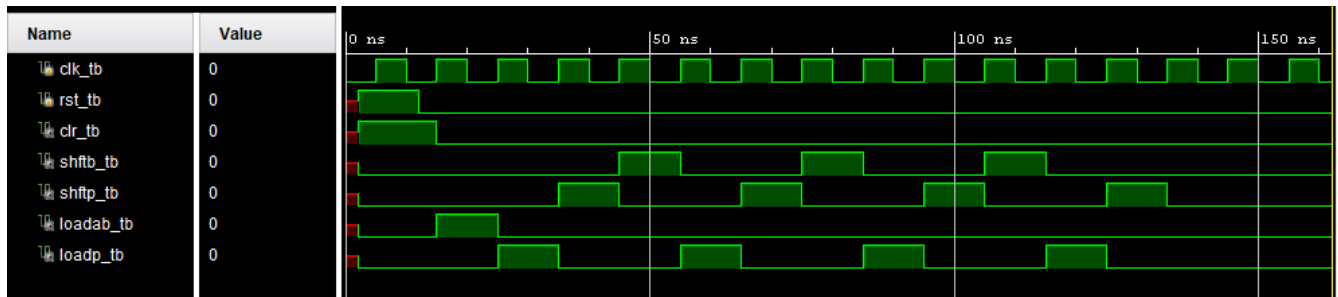 Name Value
0 ns 50 ns 100 ns 150 ns
clk_tb 0
rst_tb 0
clr_tb 0
shftb_tb 0
shftp_tb 0
loadab_tb 0
loadp_tb 0